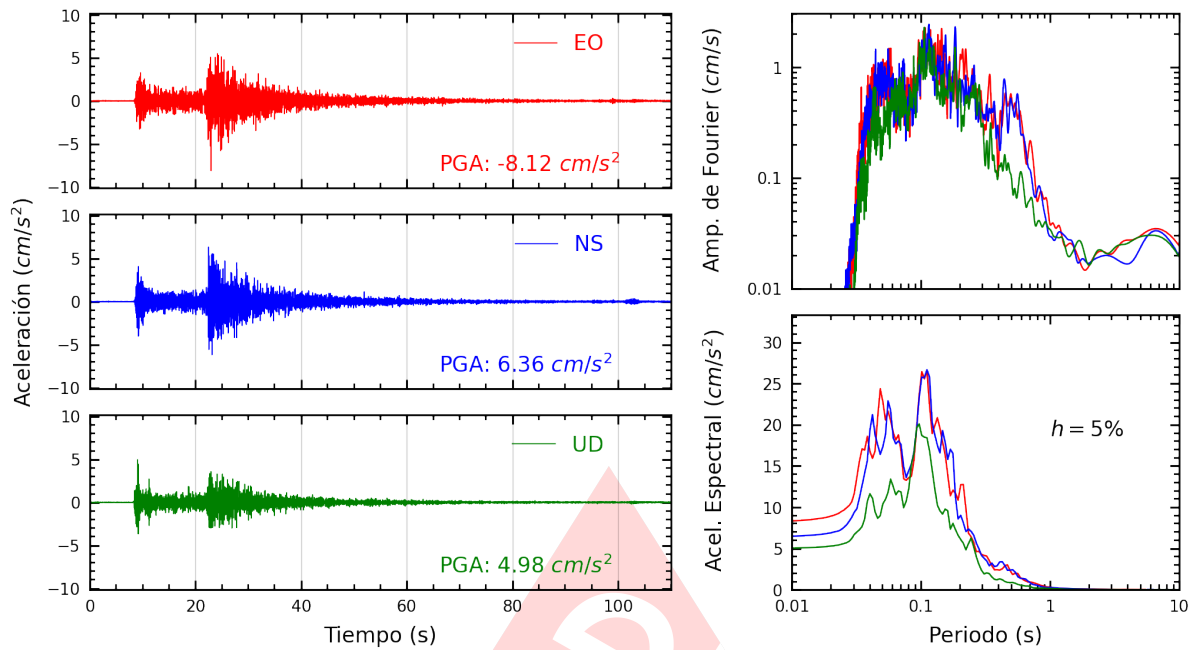 Aceleración (cm/s²)
10
5
0
−5
−10
EO
PGA: -8.12 cm/s²
10
5
0
−5
−10
NS
PGA: 6.36 cm/s²
10
5
0
−5
−10
UD
PGA: 4.98 cm/s²
0 20 40 60 80 100
Tiempo (s)
Amp. de Fourier (cm/s)
1
0.1
0.01
Acel. Espectral (cm/s²)
30
25
20
15
10
5
0
h = 5%
0.01 0.1 1 10
Periodo (s)